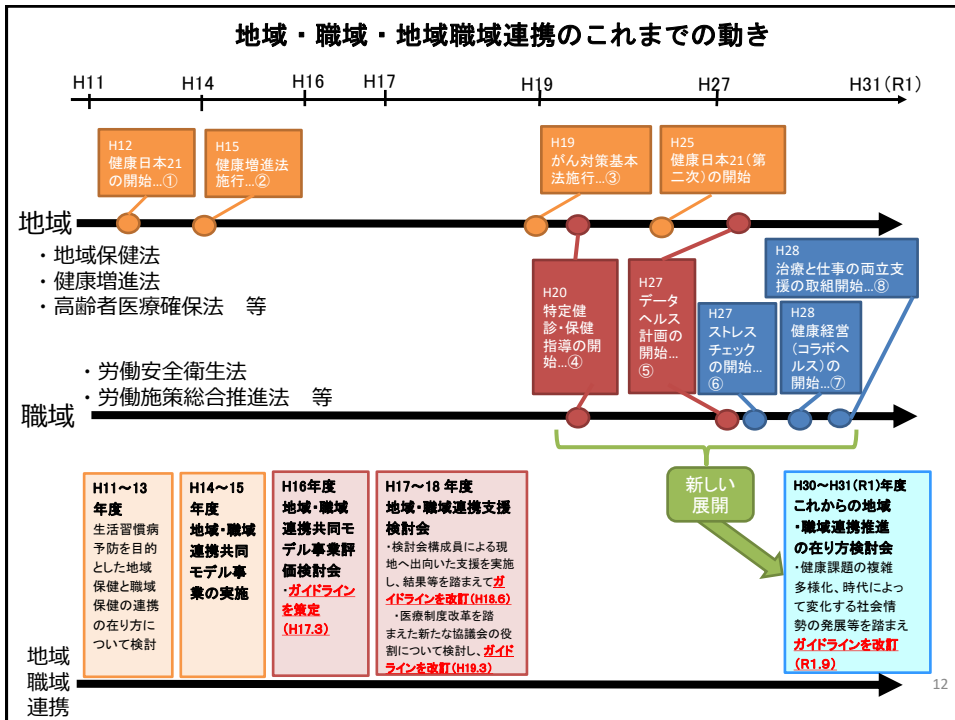 地域・職域・地域職域連携のこれまでの動き
H11
H14
H16
H17
H19
H27
H31(R1)
H12
健康日本21
の開始…①
H15
健康増進法
施行…②
H19
がん対策基本
法施行…③
H25
健康日本21(第
二次)の開始
地域
・地域保健法
・健康増進法
・高齢者医療確保法　等
H20
特定健
診・保健
指導の開
始…④
H27
データ
ヘルス
計画の
開始…
⑤
H27
ストレス
チェック
の開始…
⑥
H28
健康経営
(コラボヘ
ルス)の
開始…⑦
H28
治療と仕事の両立支
援の取組開始…⑧
・労働安全衛生法
・労働施策総合推進法　等
職域
新しい
展開
H11～13
年度
生活習慣病
予防を目的
とした地域
保健と職域
保健の連携
の在り方に
ついて検討
H14～15
年度
地域・職域
連携共同
モデル事
業の実施
H16年度
地域・職域
連携共同モ
デル事業評
価検討会
・ガイドライン
を策定
(H17.3)
H17～18 年度
地域・職域連携支援
検討会
・検討会構成員による現
地へ出向いた支援を実施
し、結果等を踏まえてガ
イドラインを改訂(H18.6)
・医療制度改革を踏
まえた新たな協議会の役
割について検討し、ガイド
ラインを改訂(H19.3)
H30～H31(R1)年度
これからの地域
・職域連携推進
の在り方検討会
・健康課題の複雑
多様化、時代によっ
て変化する社会情
勢の発展等を踏まえ
ガイドラインを改訂
(R1.9)
地域
職域
連携
12